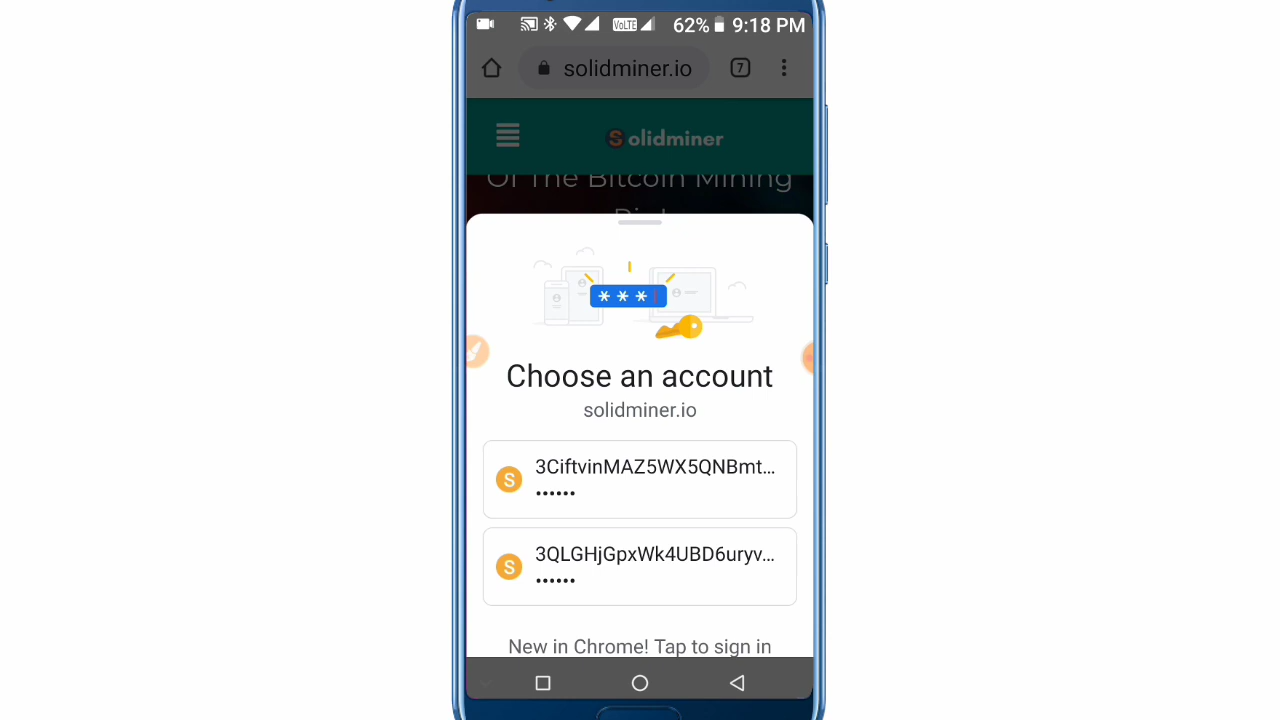 VoLTE 62% 9:18 PM
solidminer.io 7
Solidminer
Of The Bitcoin Mining
***
Choose an account
solidminer.io
S 3CiftvinMAZ5WX5QNBmt...
••••••
S 3QLGHjGpxWk4UBD6uryv...
••••••
New in Chrome! Tap to sign in